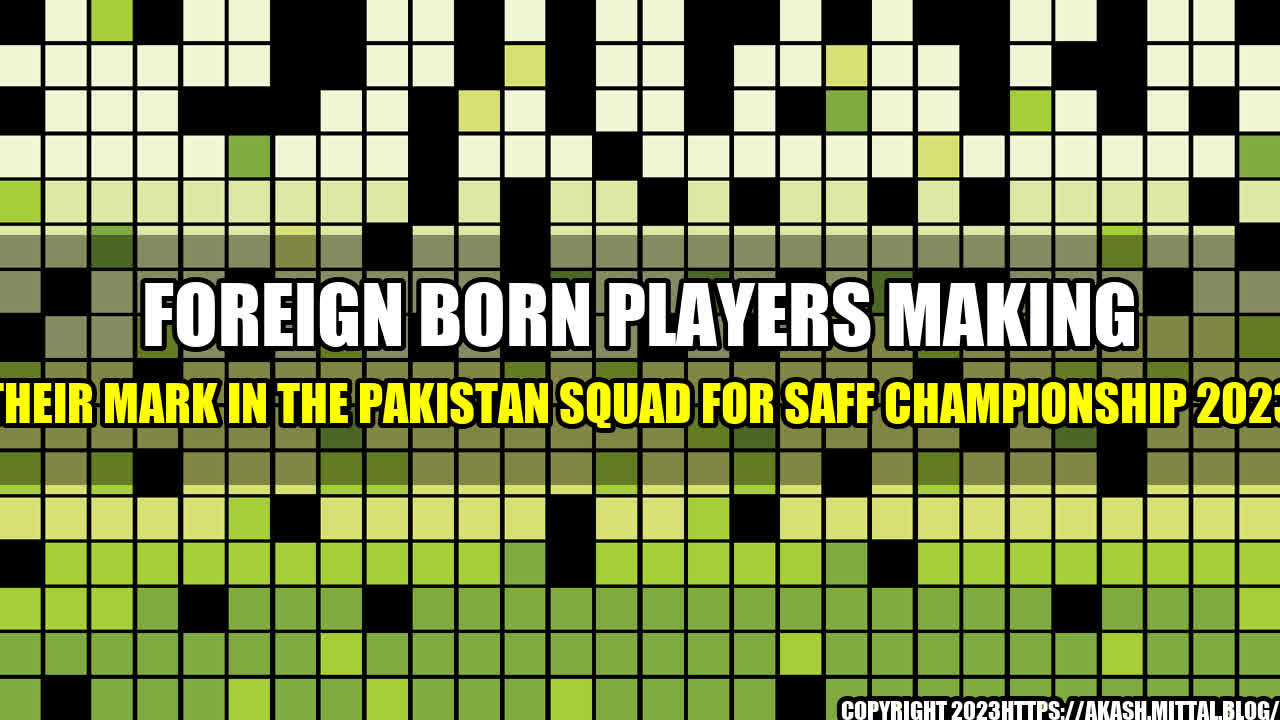 FOREIGN BORN PLAYERS MAKING
THEIR MARK IN THE PAKISTAN SQUAD FOR SAFF CHAMPIONSHIP 2023
COPYRIGHT 2023HTTPS://AKASH.MITTAL.BLOG/